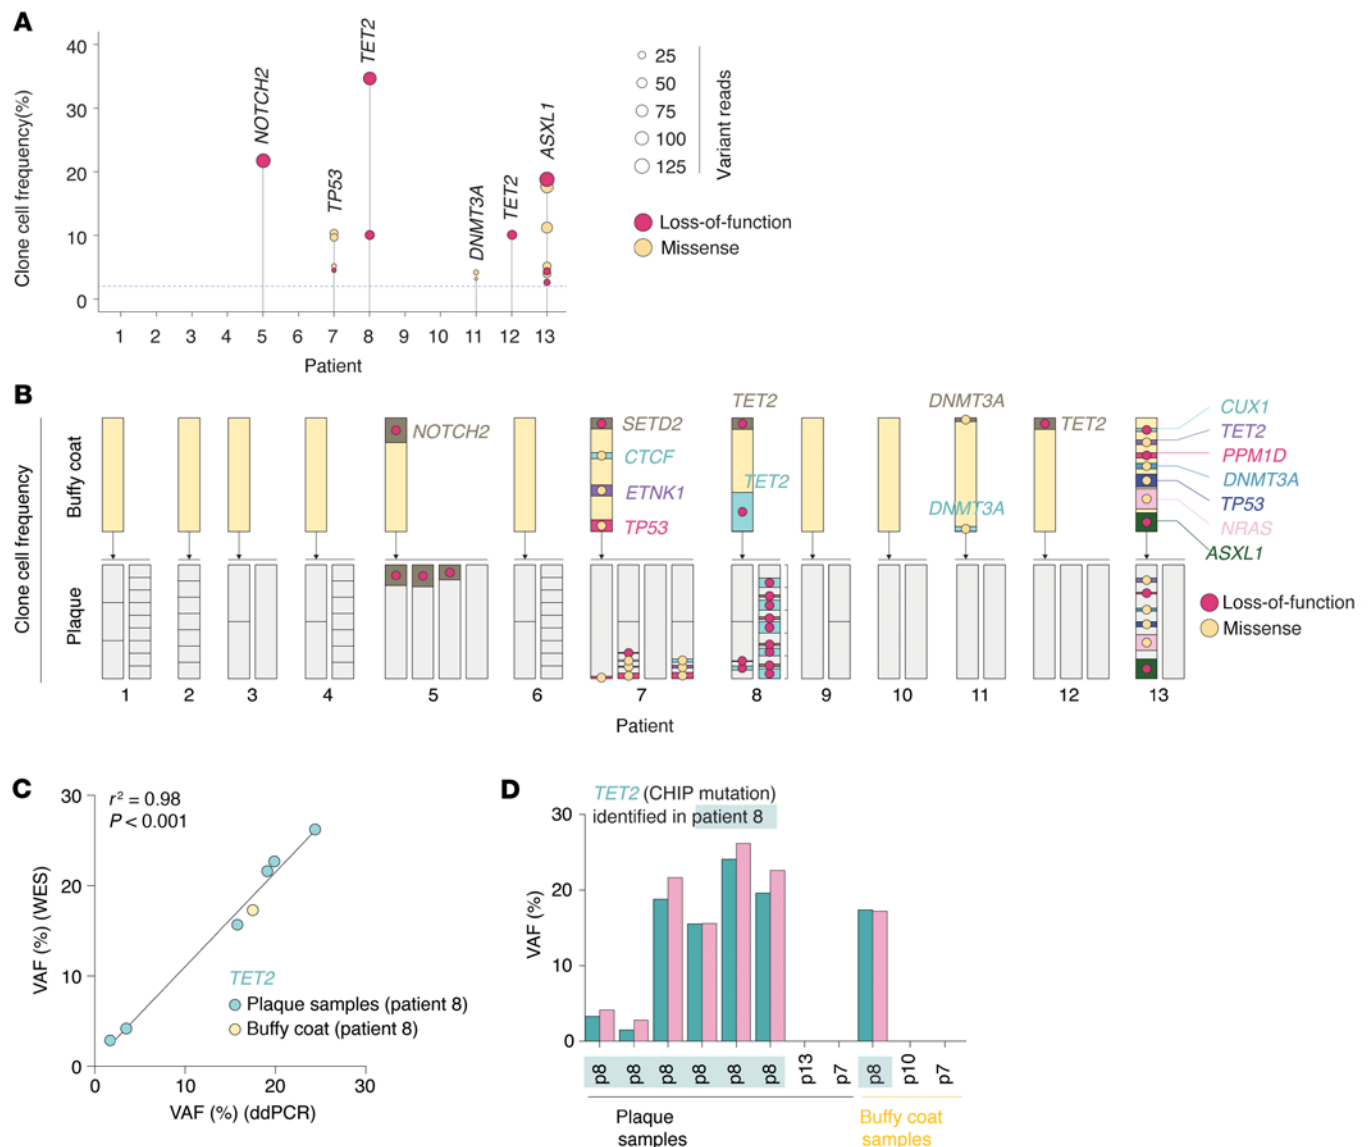 A
Clone cell frequency(%)
40
30
20
10
0
NOTCH2
TP53
TET2
DNMT3A
TET2
ASXL1
1 2 3 4 5 6 7 8 9 10 11 12 13
Patient
25
50
75
100
125
Variant reads
Loss-of-function
Missense
B
Clone cell frequency
Buffy coat
Plaque
NOTCH2
SETD2
CTCF
ETNK1
TP53
TET2
TET2
DNMT3A
DNMT3A
TET2
CUX1
TET2
PPM1D
DNMT3A
TP53
NRAS
ASXL1
Loss-of-function
Missense
1 2 3 4 5 6 7 8 9 10 11 12 13
Patient
C
r² = 0.98
P < 0.001
VAF (%) (WES)
30
20
10
0
0 10 20 30
VAF (%) (ddPCR)
TET2
Plaque samples (patient 8)
Buffy coat (patient 8)
D
TET2 (CHIP mutation)
identified in patient 8
VAF (%)
30
20
10
0
p8 p8 p8 p8 p8 p8 p13 p7 p8 p10 p7
Plaque
samples
Buffy coat
samples